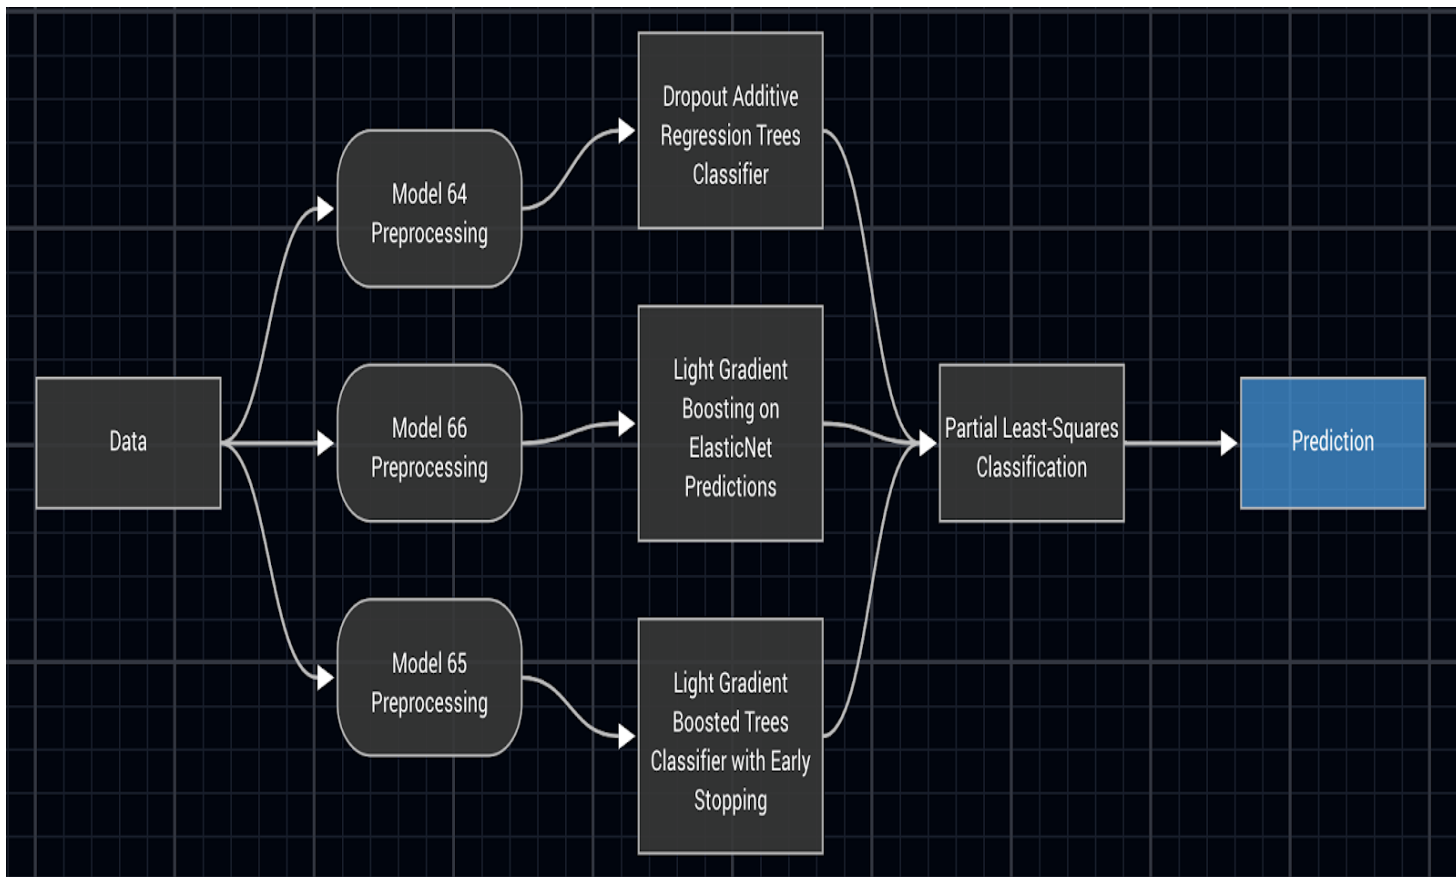 Data
Model 64
Preprocessing
Model 66
Preprocessing
Model 65
Preprocessing
Dropout Additive
Regression Trees
Classifier
Light Gradient
Boosting on
ElasticNet
Predictions
Light Gradient
Boosted Trees
Classifier with Early
Stopping
Partial Least-Squares
Classification
Prediction